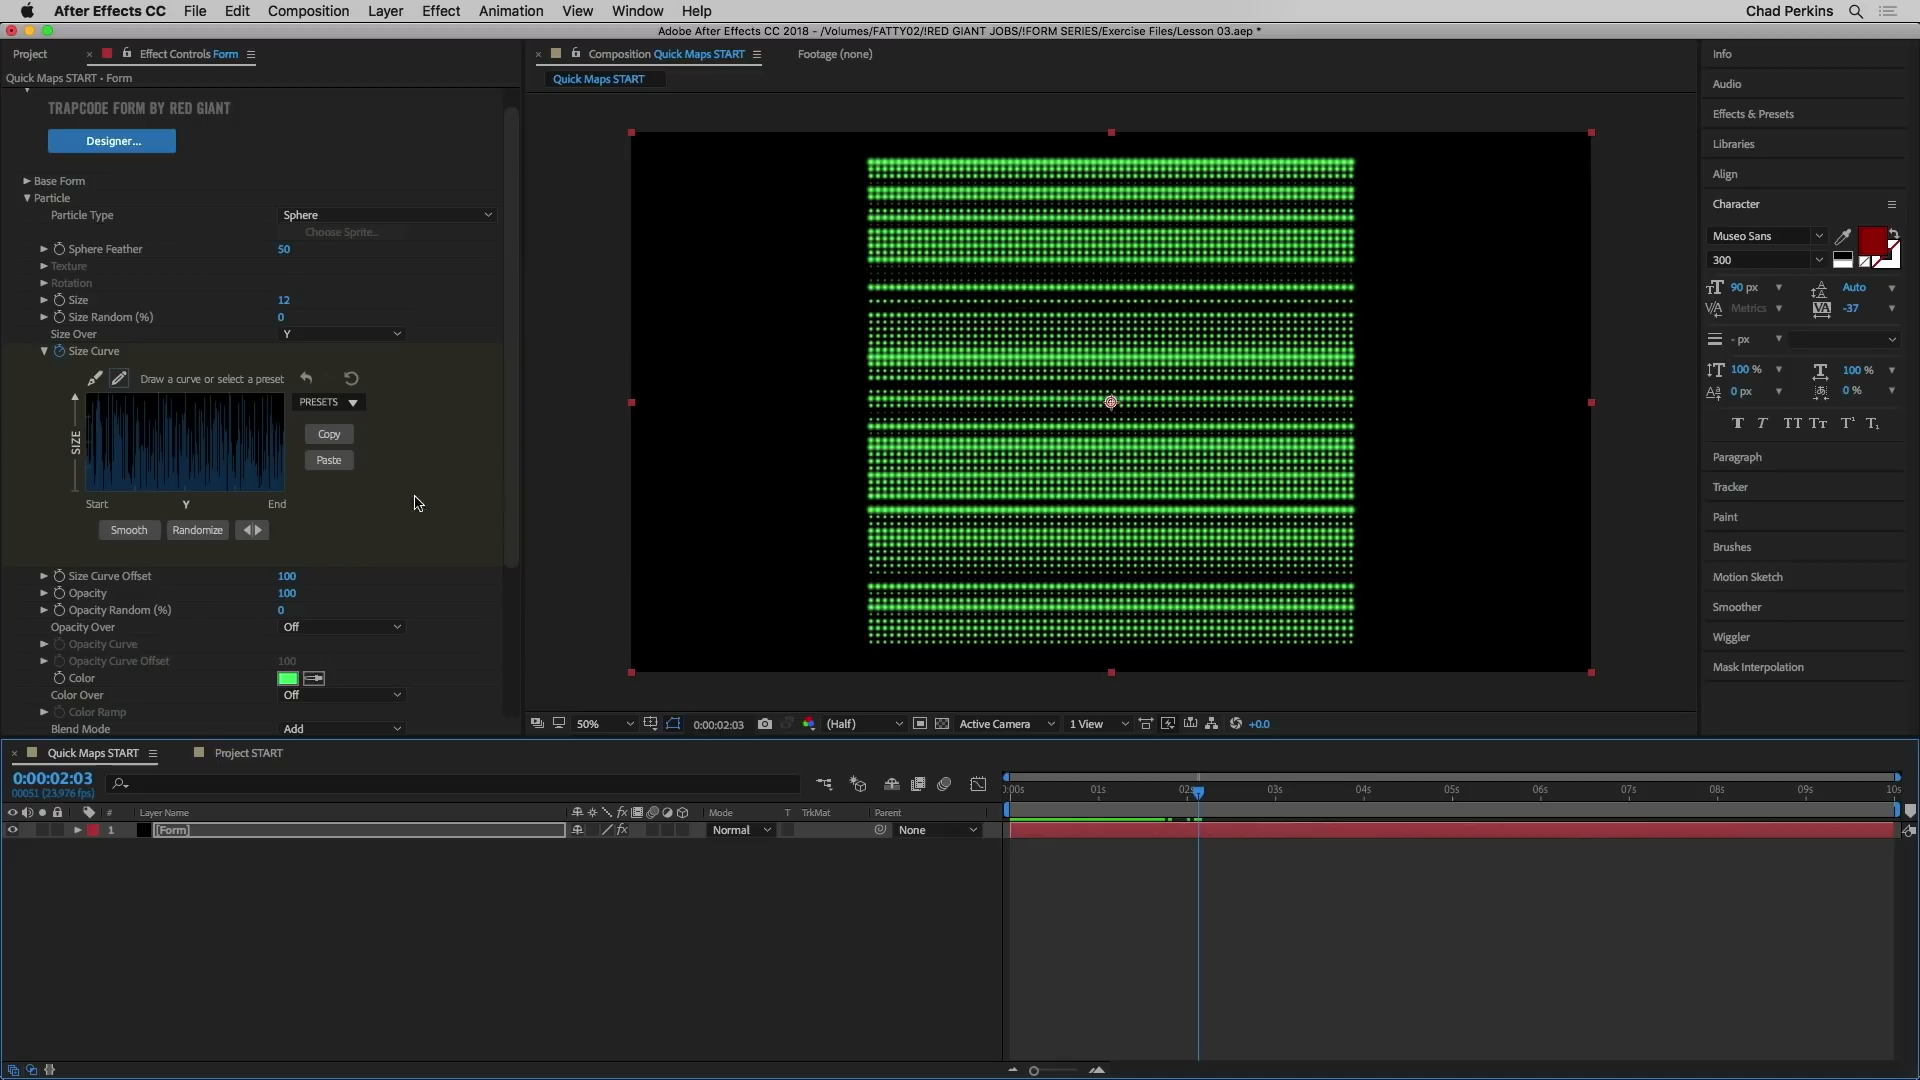 After Effects CC File Edit Composition Layer Effect Animation View Window Help Chad Perkins
Adobe After Effects CC 2018 - /Volumes/FATTY02/!RED GIANT JOBS/!FORM SERIES/Exercise Files/Lesson 03.aep *
Project × Effect Controls Form
Quick Maps START • Form
TRAPCODE FORM BY RED GIANT
Designer...
Base Form
Particle
Particle Type Sphere
Choose Sprite...
Sphere Feather 50
Texture
Rotation
Size 12
Size Random (%) 0
Size Over Y
Size Curve
Draw a curve or select a preset
PRESETS
Copy
Paste
SIZE
Start Y End
Smooth Randomize
Size Curve Offset 100
Opacity 100
Opacity Random (%) 0
Opacity Over Off
Opacity Curve
Opacity Curve Offset 100
Color
Color Over Off
Color Ramp
Blend Mode Add
× Composition Quick Maps START Footage (none)
Quick Maps START
50% 0:00:02:03 (Half) Active Camera 1 View +0.0
Info
Audio
Effects & Presets
Libraries
Align
Character
Museo Sans
300
90 px Auto
Metrics -37
- px
100 % 100 %
0 px 0 %
T T TT Tt T¹ T₁
Paragraph
Tracker
Paint
Brushes
Motion Sketch
Smoother
Wiggler
Mask Interpolation
× Quick Maps START Project START
0:00:02:03
00051 (23.976 fps)
# Layer Name fx Mode T TrkMat Parent
1 [Form] fx Normal None
):00s 01s 02s 03s 04s 05s 06s 07s 08s 09s 10s